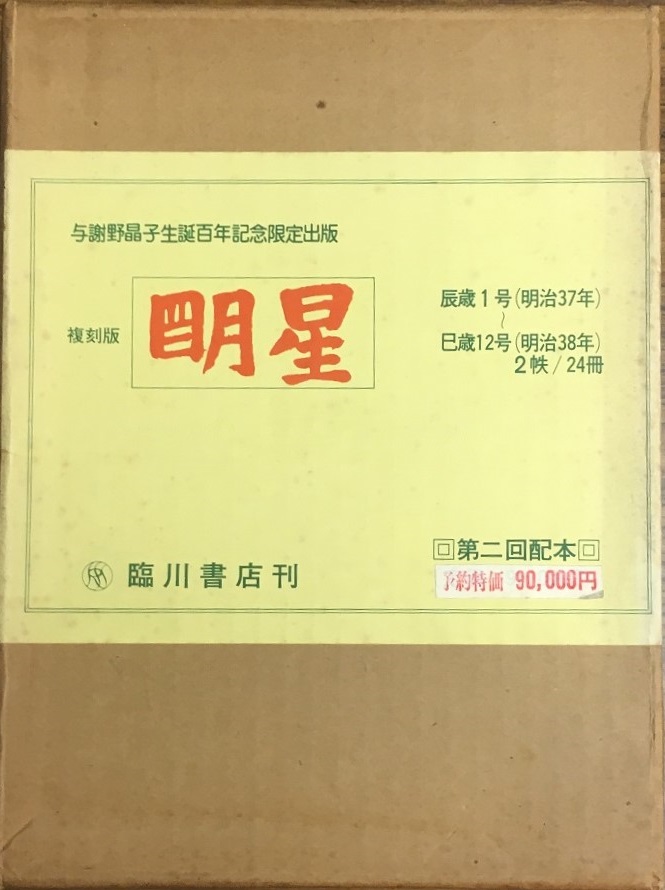 与謝野晶子生誕百年記念限定出版
複刻版
明星
辰歳1号(明治37年)
〜
巳歳12号(明治38年)
2帙/24冊
回第二回配本回
予約特価 90,000円
臨川書店刊